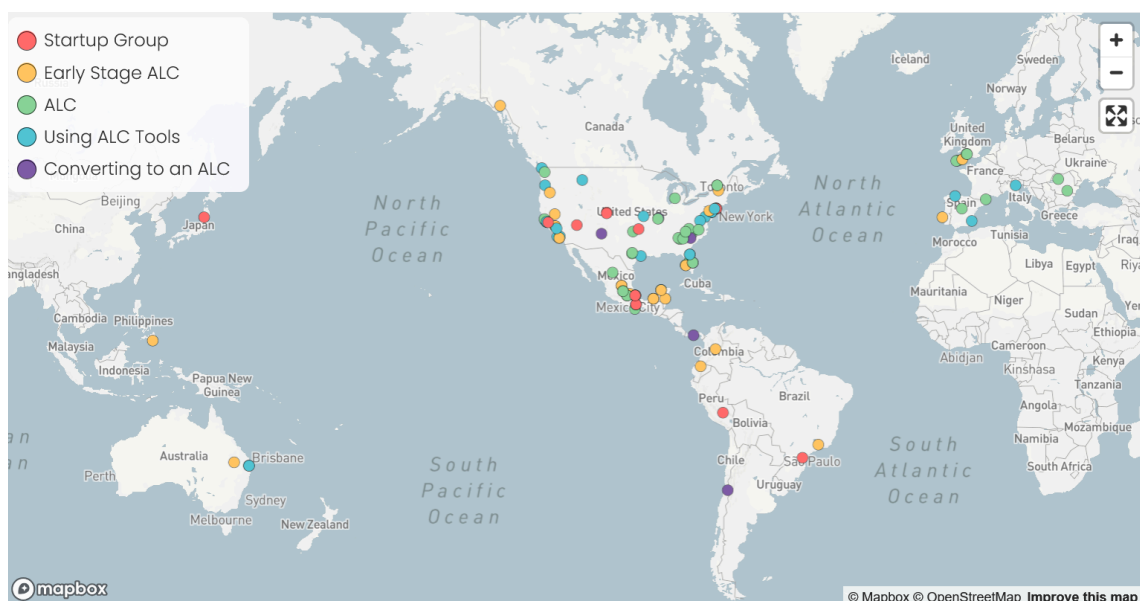 Startup Group
Early Stage ALC
ALC
Using ALC Tools
Converting to an ALC
+
−
Iceland
Sweden
Norway
Canada
United
Kingdom
Belarus
Ukraine
France
Toronto
Italy
Spain
Greece
United States
New York
North
Pacific
Ocean
North
Atlantic
Ocean
Beijing
China
Japan
Morocco
Tunisia
Iraq
Libya
Egypt
angladesh
Mexico
Cuba
Mauritania
Niger
Sudan
Mexico City
Cambodia
Philippines
Ethiopia
Malaysia
Colombia
Abidjan
Cameroon
Kenya
Kinshasa
Indonesia
Papua New
Guinea
Tanzania
Peru
Brazil
Angola
Bolivia
Mozambique
Namibia
an
n
Australia
Brisbane
Perth
Chile
São Paulo
South Africa
South
Pacific
Ocean
South
Atlantic
Ocean
Uruguay
Sydney
Melbourne
New Zealand
mapbox
© Mapbox © OpenStreetMap Improve this map